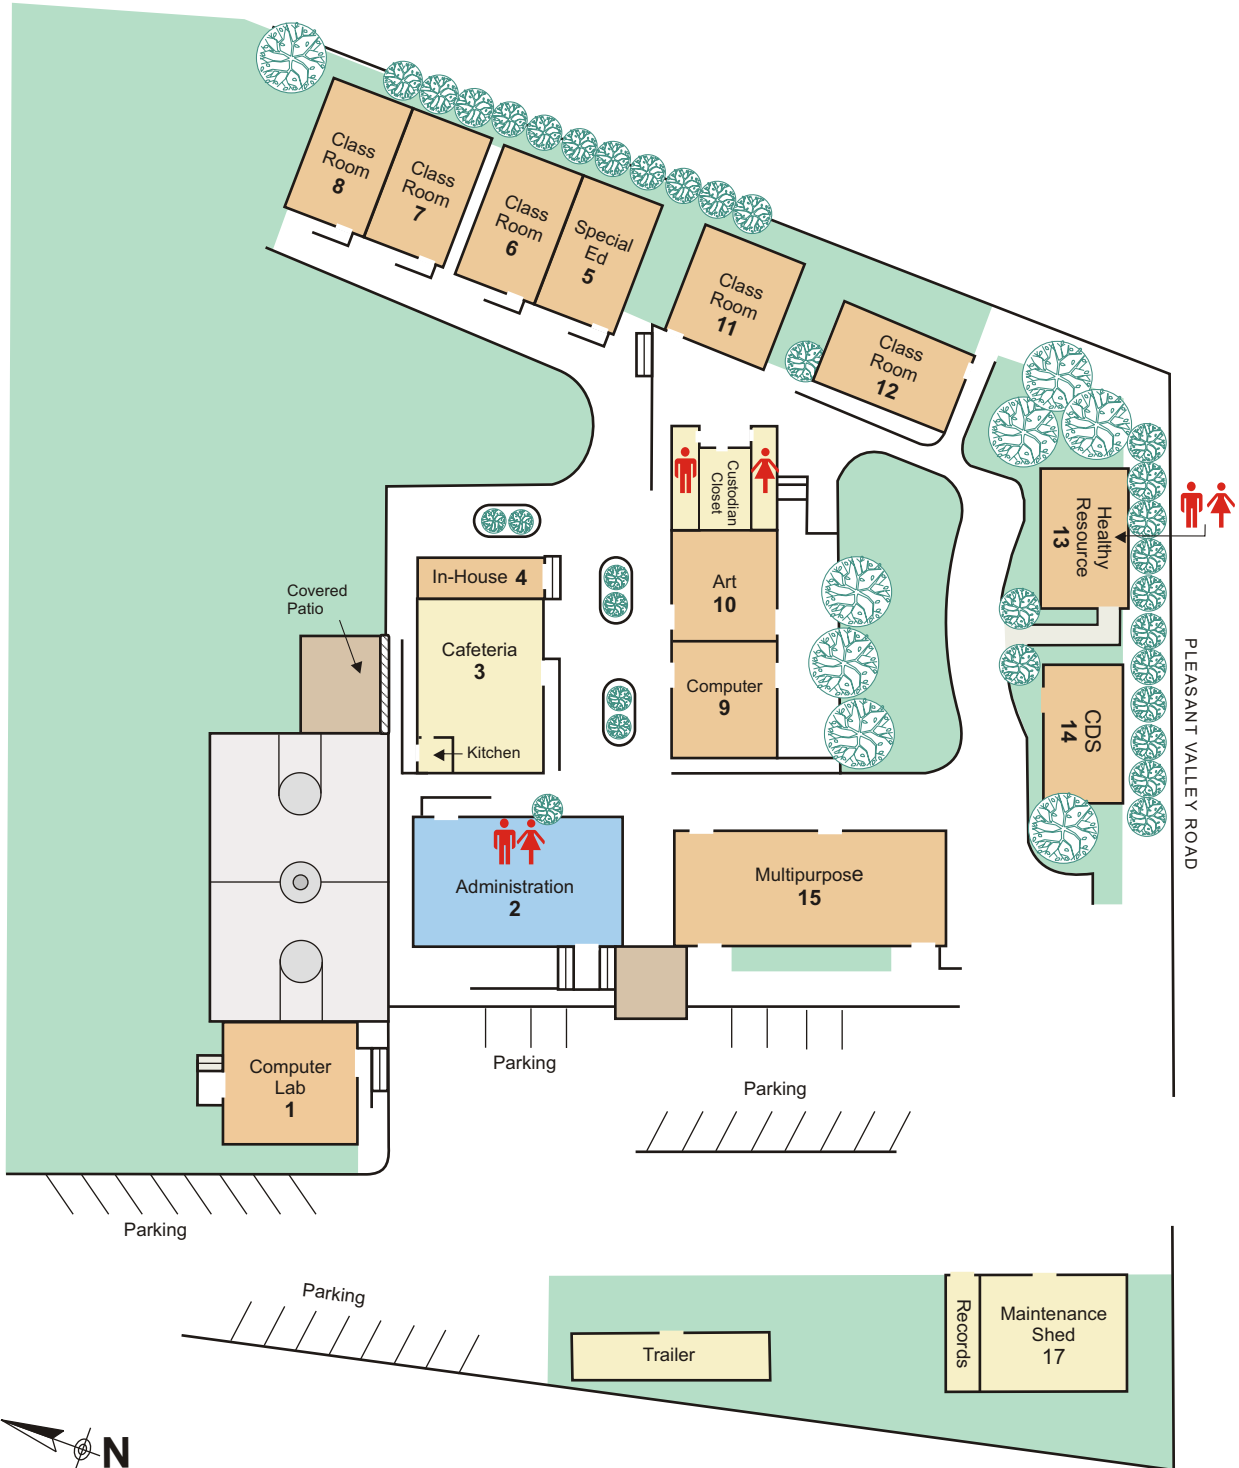 Class
Room
8
Class
Room
7
Class
Room
6
Special
Ed
5
Class
Room
11
Class
Room
12
Custodian
Closet
Healthy
Resource
13
In-House 4
Art
10
Covered
Patio
Cafeteria
3
Computer
9
Kitchen
CDS
14
PLEASANT VALLEY ROAD
Administration
2
Multipurpose
15
Computer
Lab
1
Parking
Parking
Parking
Parking
Trailer
Records
Maintenance
Shed
17
N